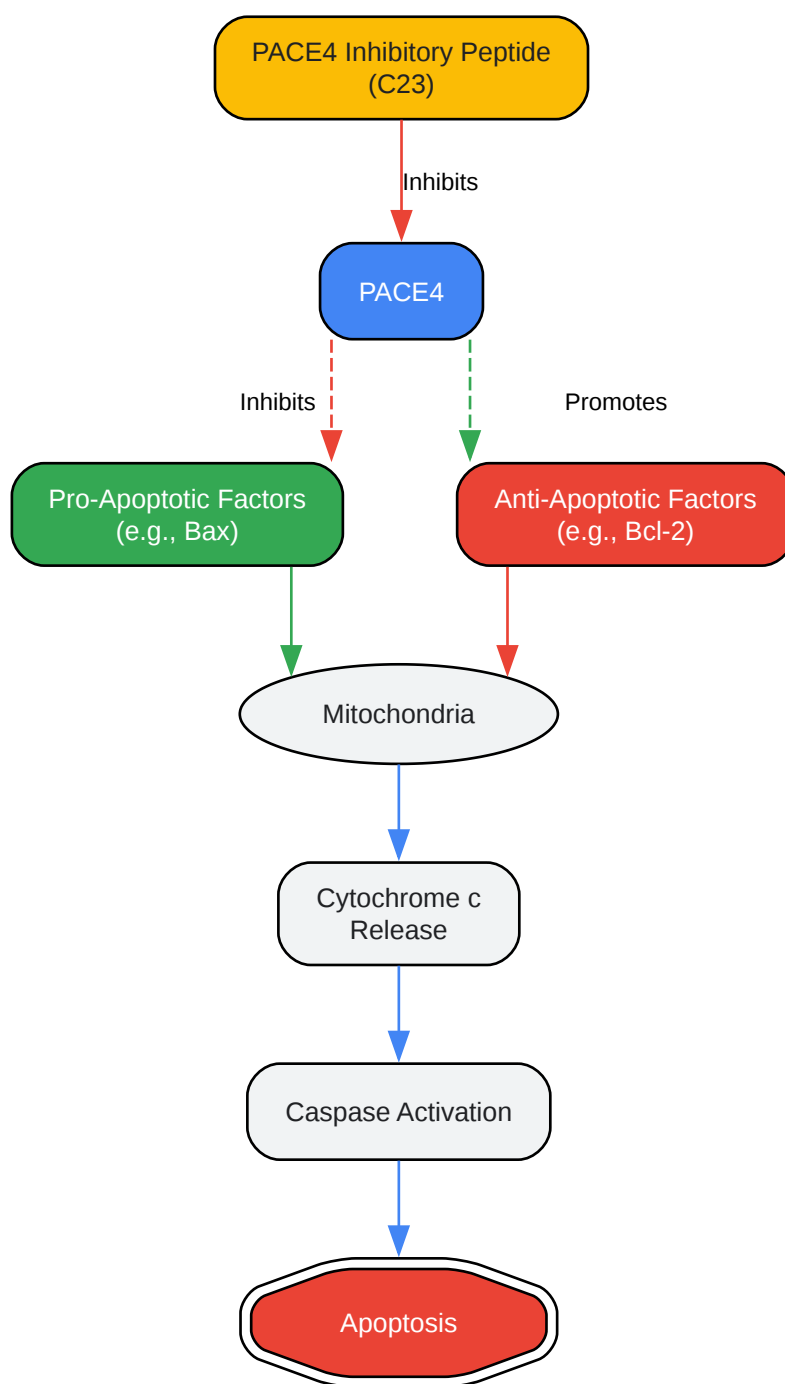 PACE4 Inhibitory Peptide
(C23)
Inhibits
PACE4
Inhibits
Promotes
Pro-Apoptotic Factors
(e.g., Bax)
Anti-Apoptotic Factors
(e.g., Bcl-2)
Mitochondria
Cytochrome c
Release
Caspase Activation
Apoptosis